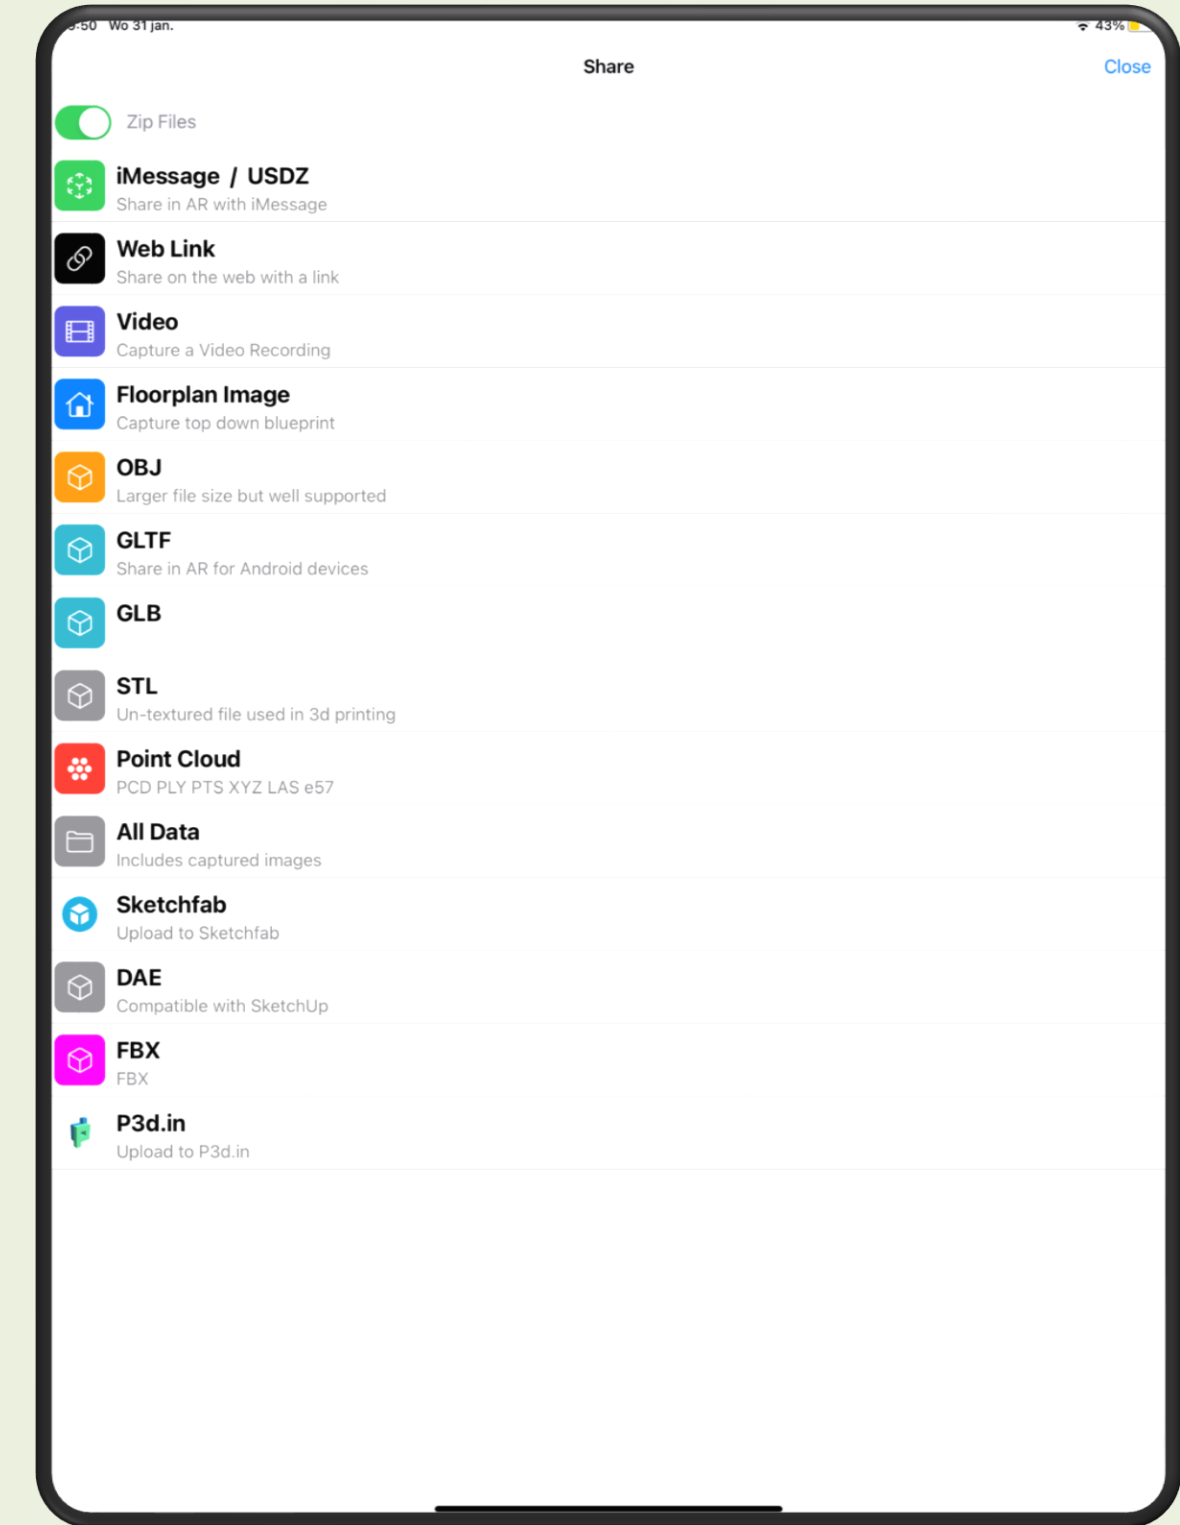 :50 Wo 31 jan.
43%
Share
Close
Zip Files
iMessage / USDZ
Share in AR with iMessage
Web Link
Share on the web with a link
Video
Capture a Video Recording
Floorplan Image
Capture top down blueprint
OBJ
Larger file size but well supported
GLTF
Share in AR for Android devices
GLB
STL
Un-textured file used in 3d printing
Point Cloud
PCD PLY PTS XYZ LAS e57
All Data
Includes captured images
Sketchfab
Upload to Sketchfab
DAE
Compatible with SketchUp
FBX
FBX
P3d.in
Upload to P3d.in